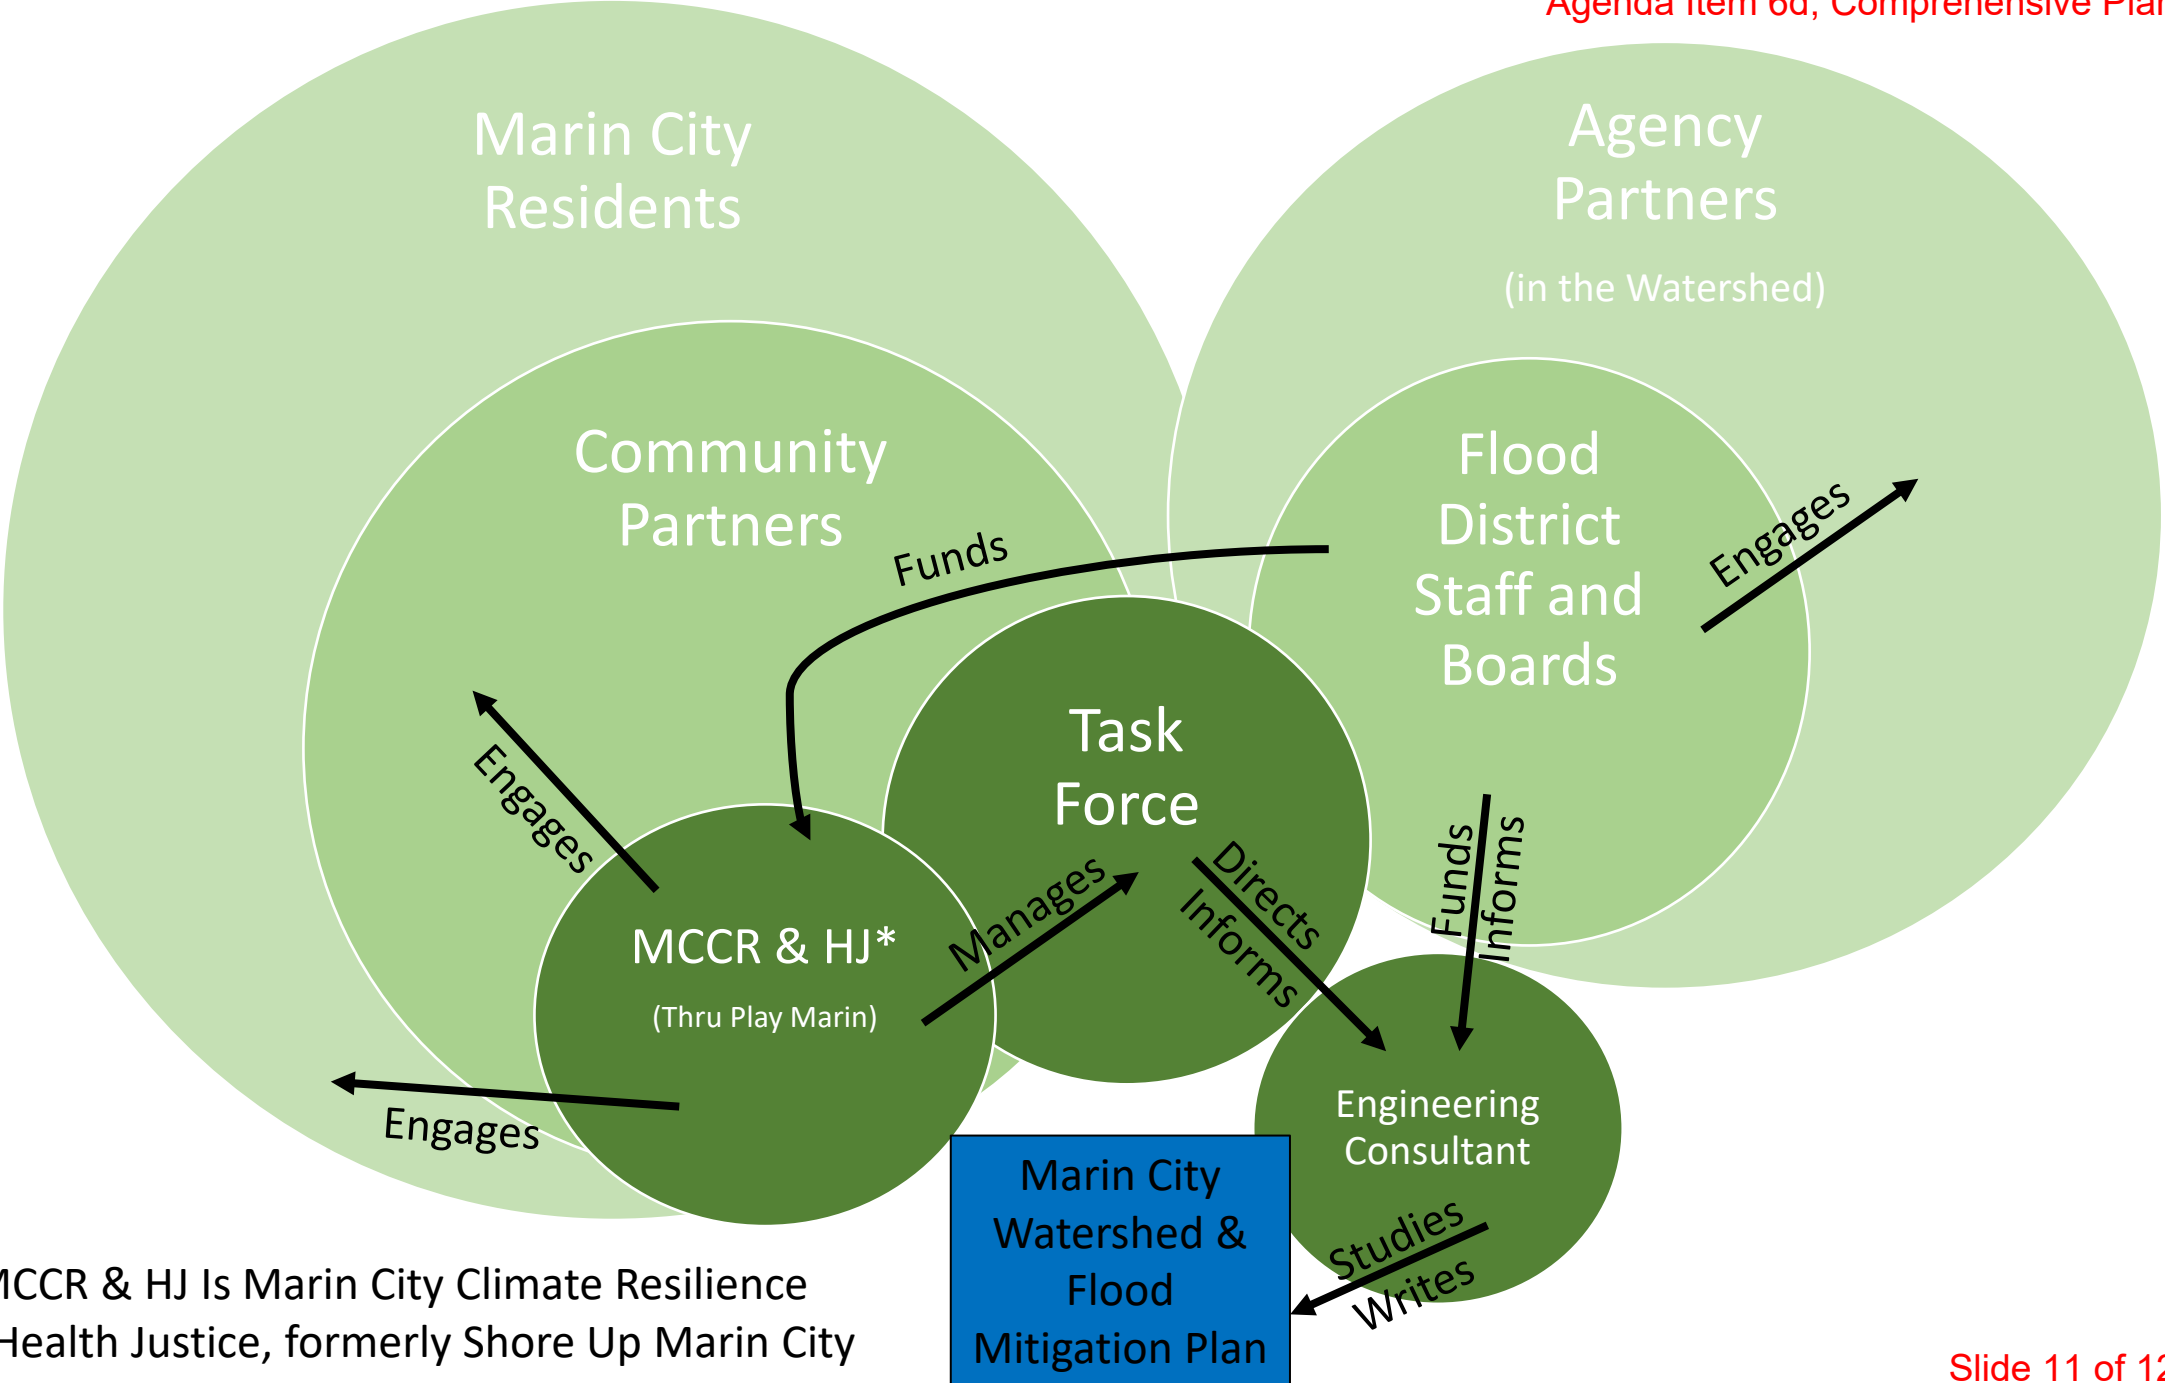 Agenda Item 6d, Comprehensive Plan
Marin City
Residents
Agency
Partners
(in the Watershed)
Community
Partners
Flood
District
Staff and
Boards
Engages
Funds
Task
Force
Engages
Manages
Directs
Informs
Funds
Informs
MCCR & HJ*
(Thru Play Marin)
Engages
Engineering
Consultant
Studies
Writes
Marin City
Watershed &
Flood
Mitigation Plan
MCCR & HJ Is Marin City Climate Resilience
Health Justice, formerly Shore Up Marin City
Slide 11 of 12